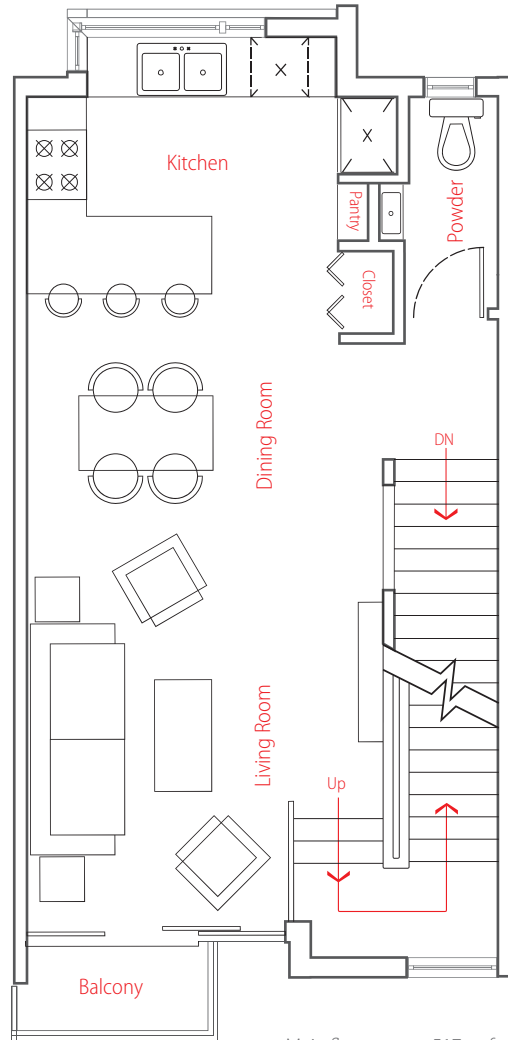 Kitchen
Pantry
Powder
Closet
Dining Room
DN
Living Room
Up
Balcony